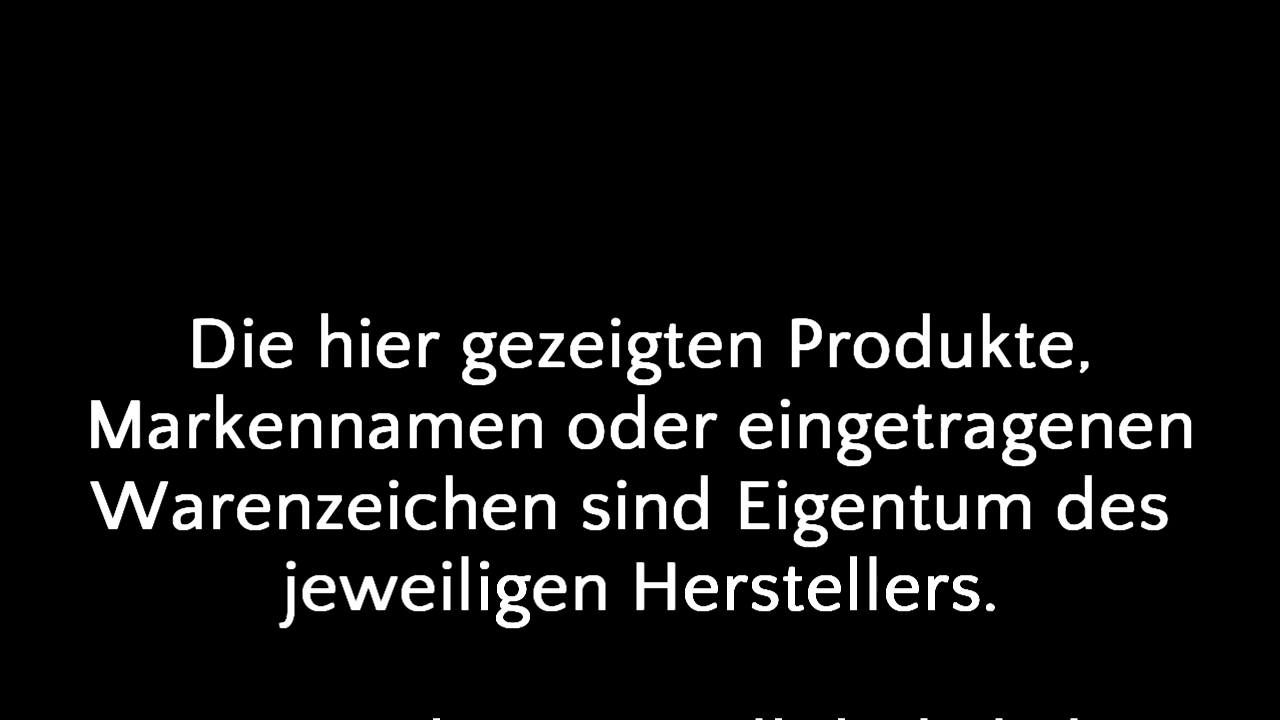 Die hier gezeigten Produkte,
Markennamen oder eingetragenen
Warenzeichen sind Eigentum des
jeweiligen Herstellers.